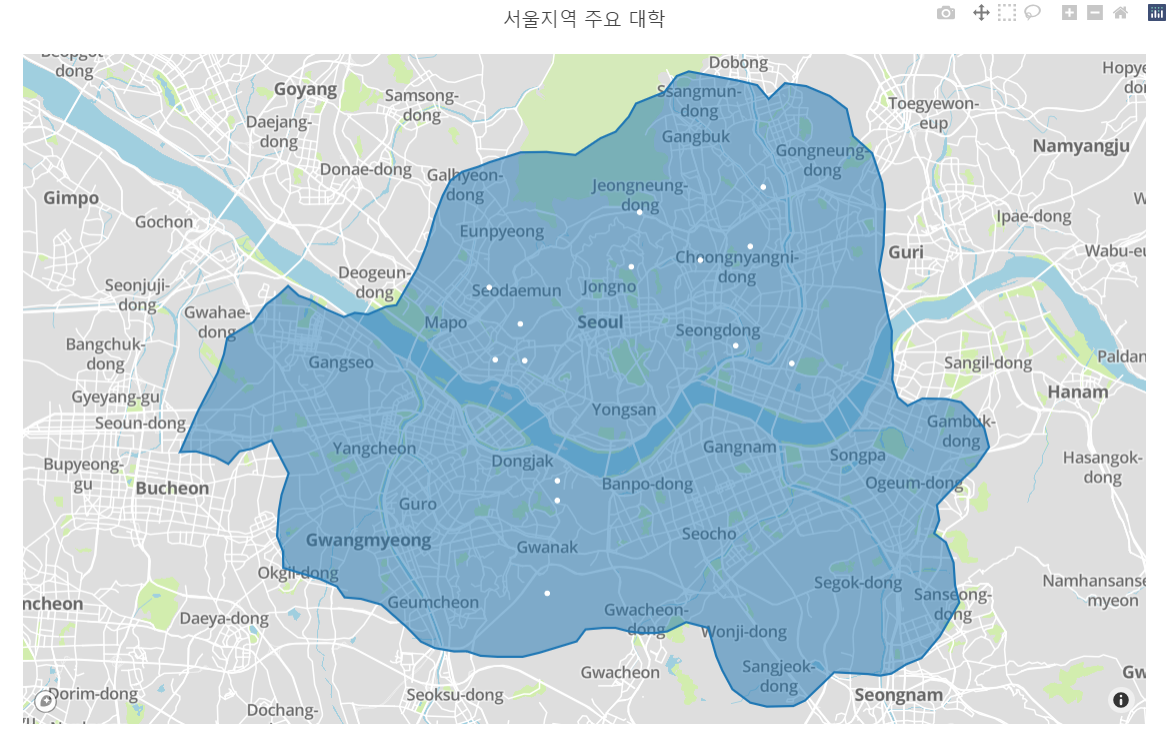 서울지역 주요 대학
dong
Goyang
Samsong-
dong
Dobong
Hopye
Ssangmun-
dong
Toegyewon-
eup
Daejang-
dong
Gangbuk
Gongneung-
dong
Namyangju
Donae-dong
Galhyeon-
dong
Jeongneung-
dong
Gimpo
Gochon
Ipae-dong
Eunpyeong
Guri
Wabu-eu
Cheongnyangni-
dong
Deogeun-
dong
Seonjuji-
dong
Seodaemun
Jongno
Gwahae-
dong
Mapo
Seoul
Seongdong
Bangchuk-
dong
Gangseo
Sangil-dong
Paldan
Gyeyang-gu
Hanam
Seoun-dong
Yongsan
Gambuk-
dong
Yangcheon
Gangnam
Songpa
Bupyeong-
gu
Dongjak
Hasangok-
dong
Bucheon
Banpo-dong
Ogeum-dong
Guro
Seocho
Gwangmyeong
Gwanak
Okgil-dong
Segok-dong
Namhansanse
myeon
Sanseong-
dong
ncheon
Geumcheon
Gwacheon-
dong
Daeya-dong
Wonji-dong
Gwacheon
Sangjeok-
dong
Gw
Dorim-dong
Seoksu-dong
Seongnam
Dochang-